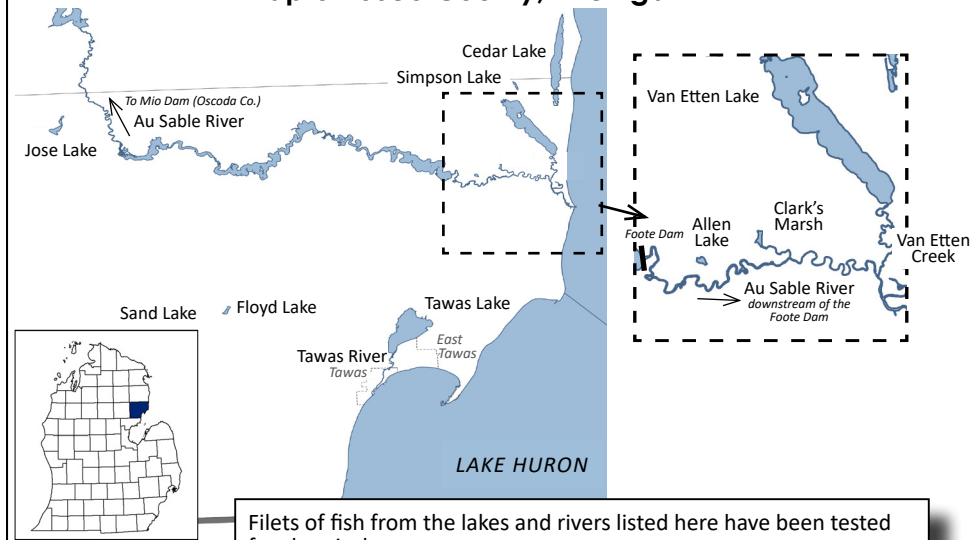 Cedar Lake
Simpson Lake
To Mio Dam (Oscoda Co.)
Au Sable River
Jose Lake
Van Etten Lake
Clark's
Marsh
Allen
Lake
Foote Dam
Van Etten
Creek
Au Sable River
downstream of the
Foote Dam
Sand Lake
Floyd Lake
Tawas Lake
East
Tawas
Tawas River
Tawas
LAKE HURON
Filets of fish from the lakes and rivers listed here have been tested